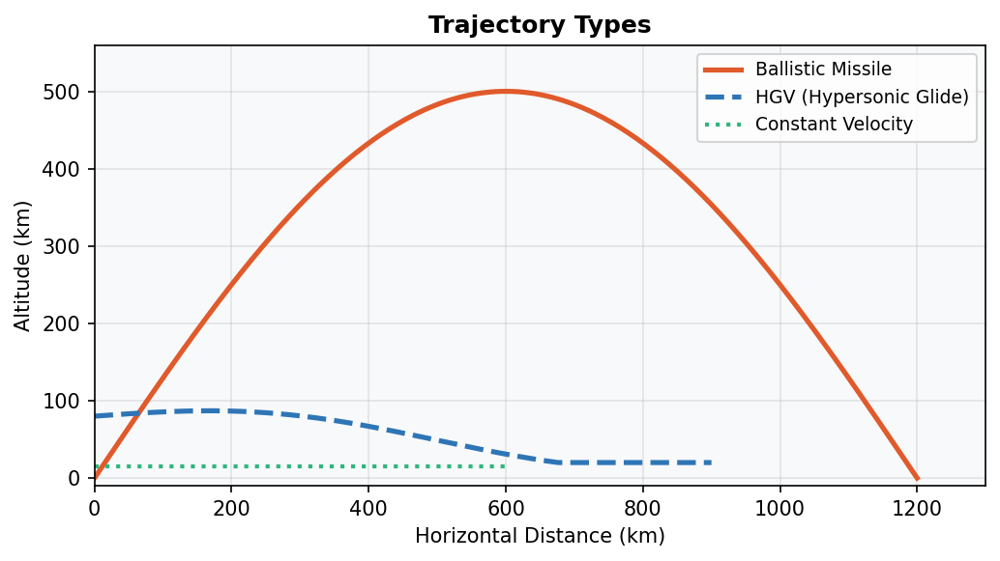 Trajectory Types
Ballistic Missile
HGV (Hypersonic Glide)
Constant Velocity
Altitude (km)
500
400
300
200
100
0
0 200 400 600 800 1000 1200
Horizontal Distance (km)